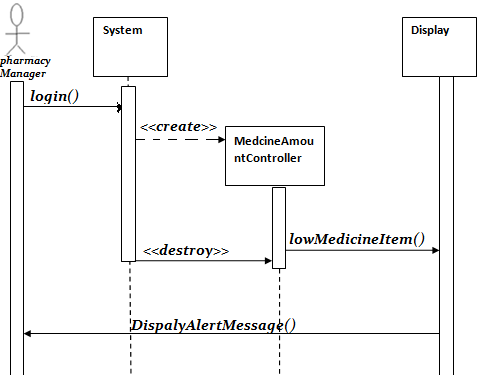 System
Display
pharmacy
Manager
login()
<<create>>
MedcineAmou
ntController
lowMedicineItem()
<<destroy>>
DispalyAlertMessage()